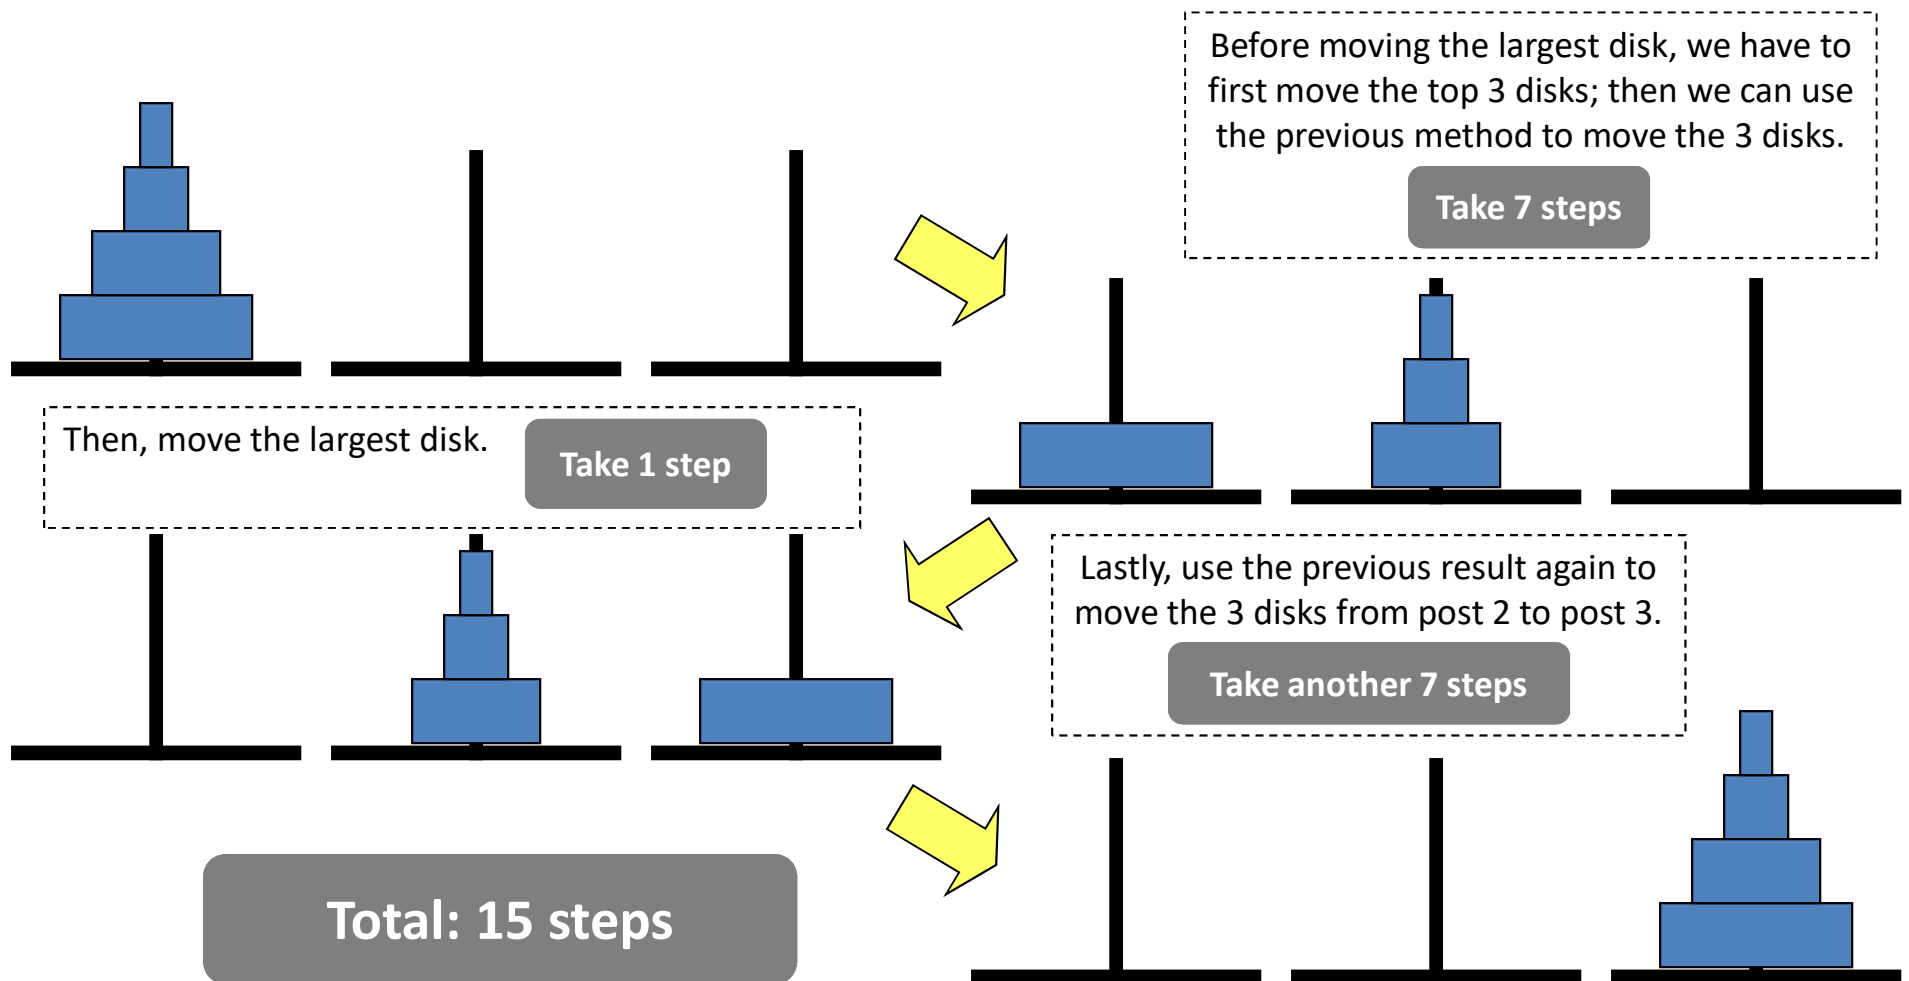 Before moving the largest disk, we have to
first move the top 3 disks; then we can use
the previous method to move the 3 disks.
Take 7 steps
Then, move the largest disk.
Take 1 step
Lastly, use the previous result again to
move the 3 disks from post 2 to post 3.
Take another 7 steps
Total: 15 steps